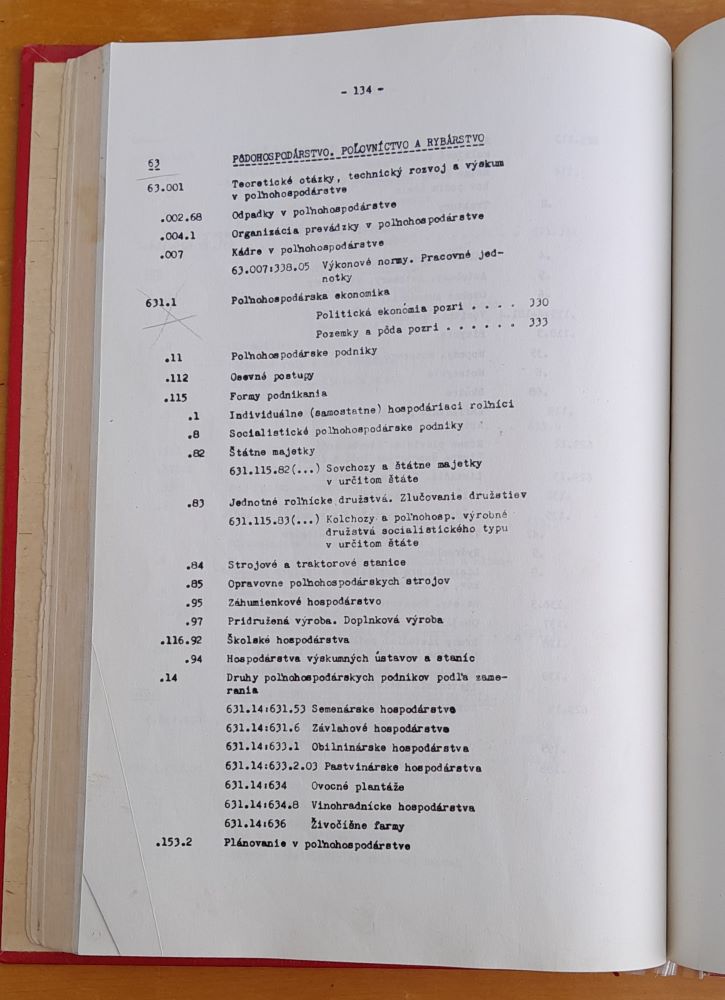 - 134 -
63 PÔDOHOSPODÁRSTVO. POĽOVNÍCTVO A RYBÁRSTVO
63.001 Teoretické otázky, technický rozvoj a výskum
v poľnohospodárstve
.002.68 Odpadky v poľnohospodárstve
.004.1 Organizácia prevádzky v poľnohospodárstve
.007 Kádre v poľnohospodárstve
63.007:338.05 Výkonové normy. Pracovné jed-
notky
631.1 Poľnohospodárska ekonomika
Politická ekonómia pozri . . . . 330
Pozemky a pôda pozri . . . . . . 333
.11 Poľnohospodárske podniky
.112 Osevné postupy
.115 Formy podnikania
.1 Individuálne (samostatne) hospodáriaci roľníci
.8 Socialistické poľnohospodárske podniky
.82 Štátne majetky
631.115.82(...) Sovchozy a štátne majetky
v určitom štáte
.83 Jednotné roľnícke družstvá. Zlučovanie družstiev
631.115.83(...) Kolchozy a poľnohosp. výrobné
družstvá socialistického typu
v určitom štáte
.84 Strojové a traktorové stanice
.85 Opravovne poľnohospodárskych strojov
.95 Záhumienkové hospodárstvo
.97 Pridružená výroba. Doplnková výroba
.116.92 Školské hospodárstva
.94 Hospodárstva výskumných ústavov a staníc
.14 Druhy poľnohospodárskych podnikov podľa zame-
rania
631.14:631.53 Semenárske hospodárstve
631.14:631.6 Závlahové hospodárstve
631.14:633.1 Obilninárske hospodárstva
631.14:633.2.03 Pastvinárske hospodárstva
631.14:634 Ovocné plantáže
631.14:634.8 Vinohradnícke hospodárstva
631.14:636 Živočíšne farmy
.153.2 Plánovanie v poľnohospodárstve